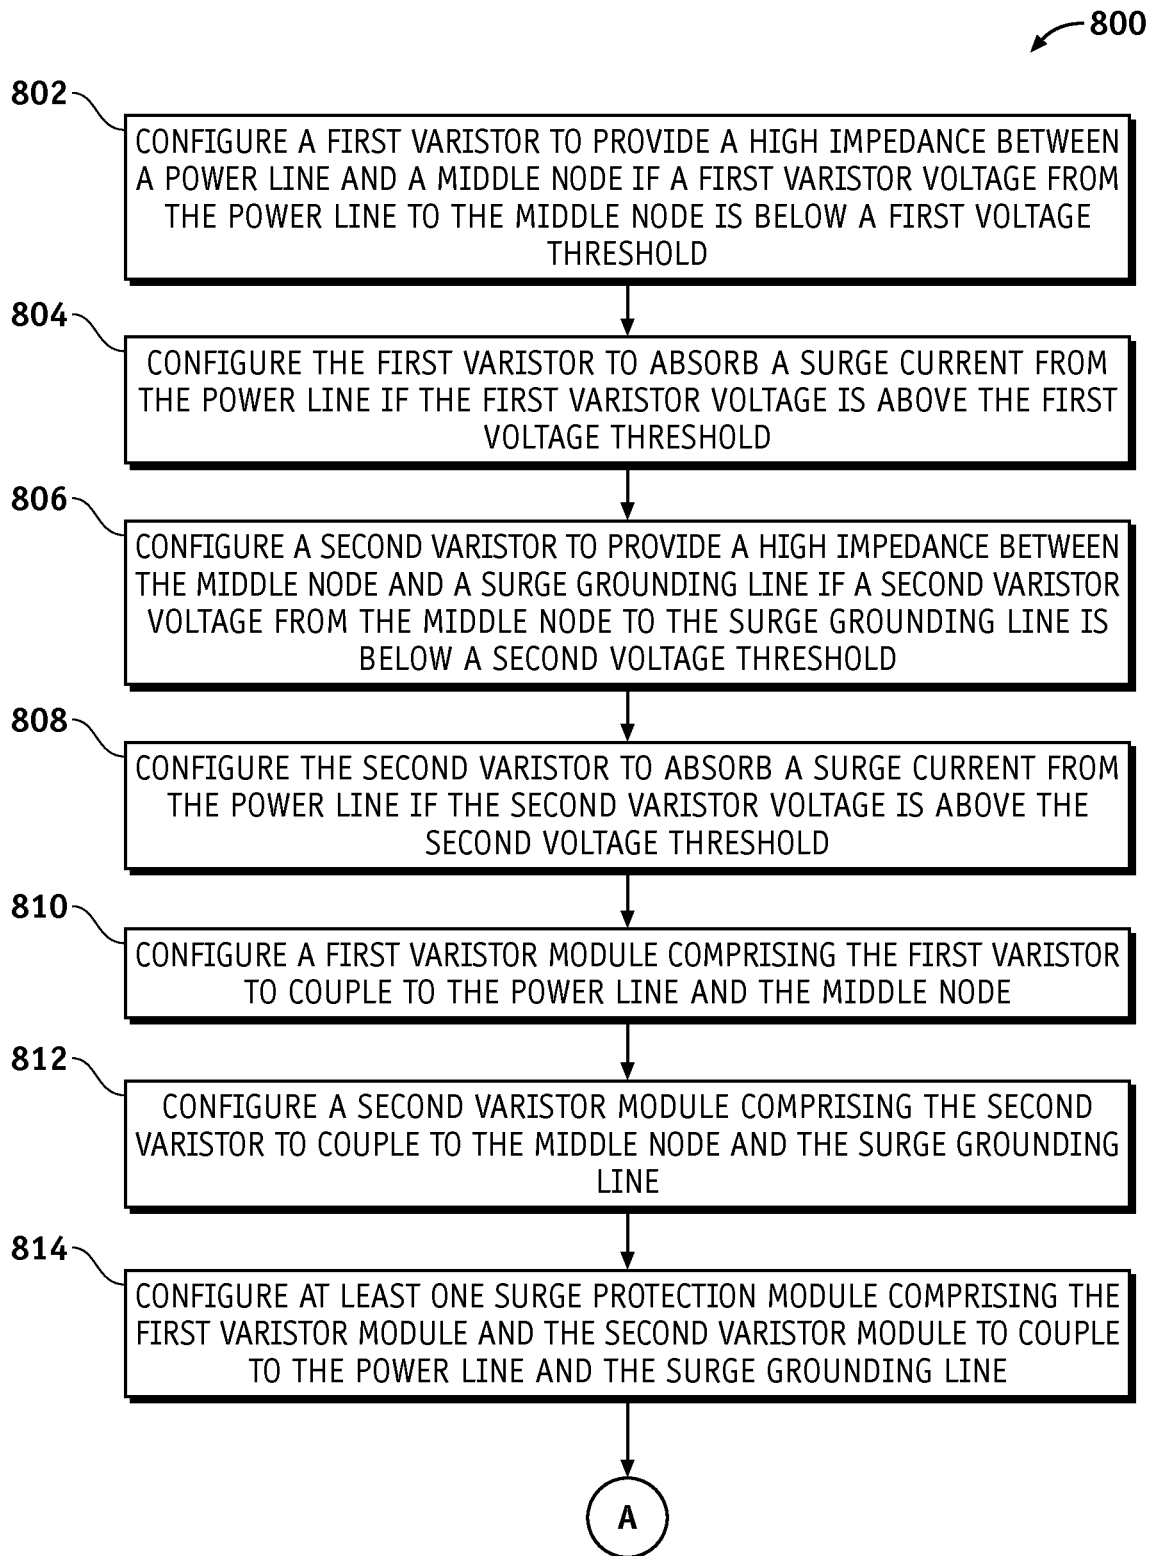 800
802
CONFIGURE A FIRST VARISTOR TO PROVIDE A HIGH IMPEDANCE BETWEEN
A POWER LINE AND A MIDDLE NODE IF A FIRST VARISTOR VOLTAGE FROM
THE POWER LINE TO THE MIDDLE NODE IS BELOW A FIRST VOLTAGE
THRESHOLD
804
CONFIGURE THE FIRST VARISTOR TO ABSORB A SURGE CURRENT FROM
THE POWER LINE IF THE FIRST VARISTOR VOLTAGE IS ABOVE THE FIRST
VOLTAGE THRESHOLD
806
CONFIGURE A SECOND VARISTOR TO PROVIDE A HIGH IMPEDANCE BETWEEN
THE MIDDLE NODE AND A SURGE GROUNDING LINE IF A SECOND VARISTOR
VOLTAGE FROM THE MIDDLE NODE TO THE SURGE GROUNDING LINE IS
BELOW A SECOND VOLTAGE THRESHOLD
808
CONFIGURE THE SECOND VARISTOR TO ABSORB A SURGE CURRENT FROM
THE POWER LINE IF THE SECOND VARISTOR VOLTAGE IS ABOVE THE
SECOND VOLTAGE THRESHOLD
810
CONFIGURE A FIRST VARISTOR MODULE COMPRISING THE FIRST VARISTOR
TO COUPLE TO THE POWER LINE AND THE MIDDLE NODE
812
CONFIGURE A SECOND VARISTOR MODULE COMPRISING THE SECOND
VARISTOR TO COUPLE TO THE MIDDLE NODE AND THE SURGE GROUNDING
LINE
814
CONFIGURE AT LEAST ONE SURGE PROTECTION MODULE COMPRISING THE
FIRST VARISTOR MODULE AND THE SECOND VARISTOR MODULE TO COUPLE
TO THE POWER LINE AND THE SURGE GROUNDING LINE
A